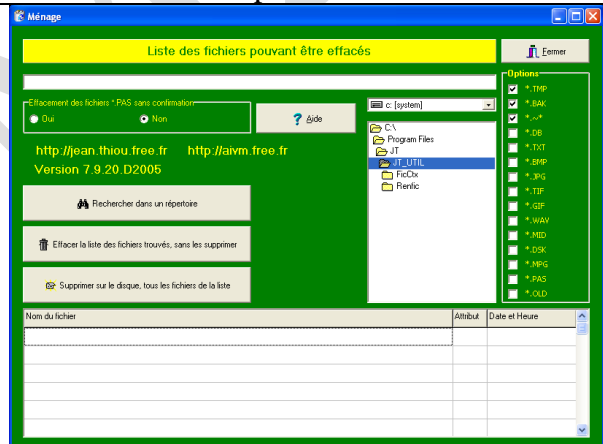 Ménage
Liste des fichiers pouvant être effacés
Fermer
Effacement des fichiers *.PAS sans confirmation
Oui
Non
Aide
http://jean.thiou.free.fr
http://aivm.free.fr
Version 7.9.20.D2005
Rechercher dans un répertoire
Effacer la liste des fichiers trouvés, sans les supprimer
Supprimer sur le disque, tous les fichiers de la liste
c: [system]
C:\
Program Files
JT
JT_UTIL
FicCtx
Renfic
Options
*.TMP
*.BAK
*.~*
*.DB
*.TXT
*.BMP
*.JPG
*.TIF
*.GIF
*.WAV
*.MID
*.DSK
*.MPG
*.PAS
*.OLD
Nom du fichier
Attribut
Date et Heure